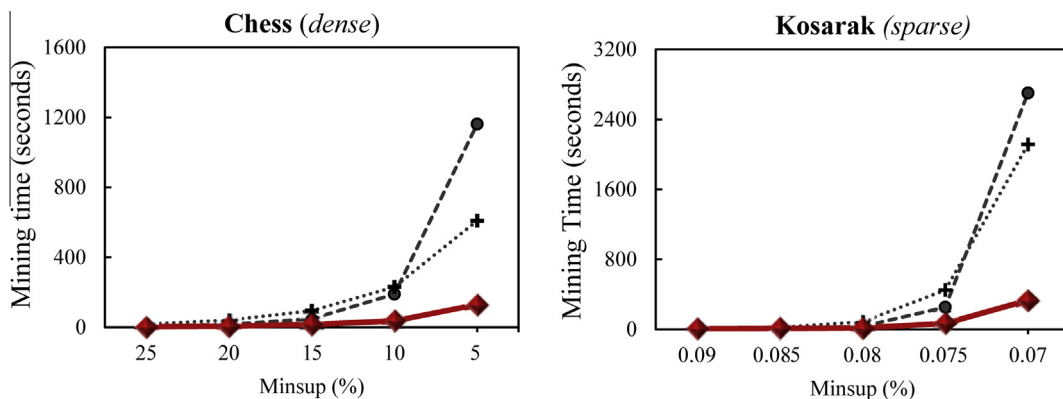 Chess (dense)
Mining time (seconds)
1600
1200
800
400
0
25 20 15 10 5
Minsup (%)
Kosarak (sparse)
Mining Time (seconds)
3200
2400
1600
800
0
0.09 0.085 0.08 0.075 0.07
Minsup (%)